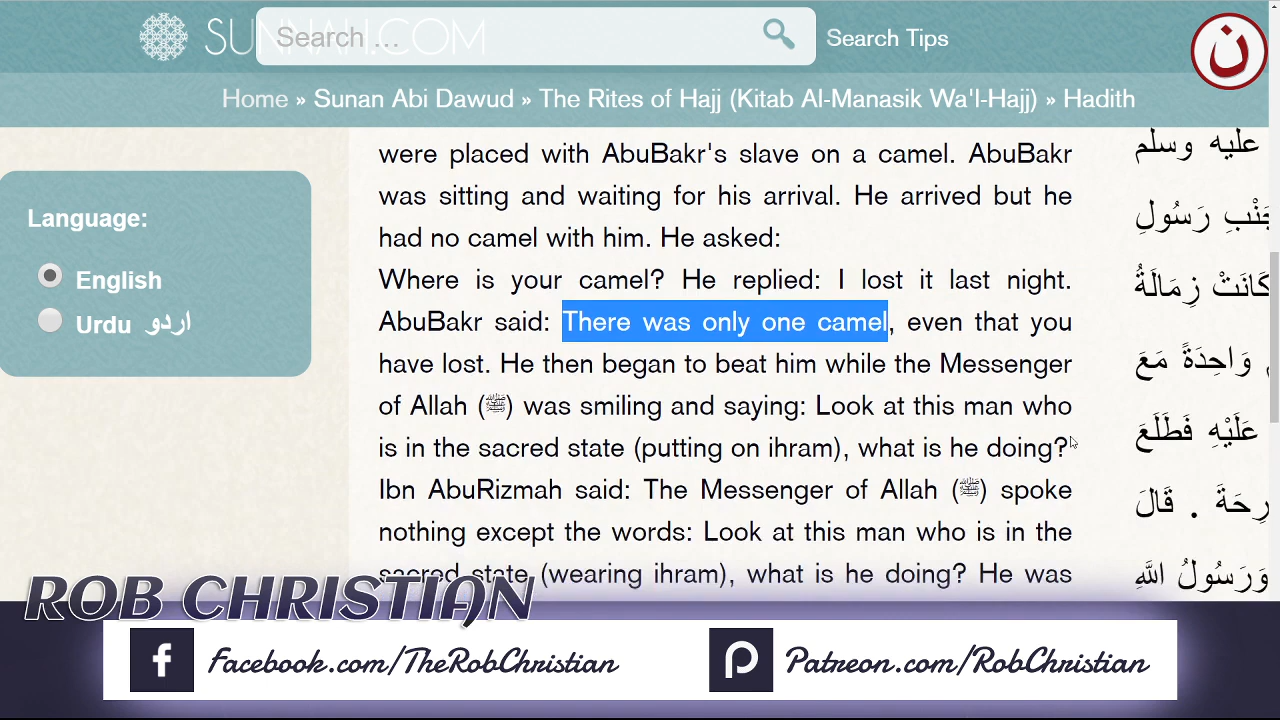 SUNNAH.COM
Search ...
Search Tips
ن
Home » Sunan Abi Dawud » The Rites of Hajj (Kitab Al-Manasik Wa'l-Hajj) » Hadith
Language:
English
Urdu اردو
were placed with AbuBakr's slave on a camel. AbuBakr
was sitting and waiting for his arrival. He arrived but he
had no camel with him. He asked:
Where is your camel? He replied: I lost it last night.
AbuBakr said: There was only one camel, even that you
have lost. He then began to beat him while the Messenger
of Allah (ﷺ) was smiling and saying: Look at this man who
is in the sacred state (putting on ihram), what is he doing?
Ibn AbuRizmah said: The Messenger of Allah (ﷺ) spoke
nothing except the words: Look at this man who is in the
sacred state (wearing ihram), what is he doing? He was
عليه وسلم
جَنْبِ رَسُولِ
كَانَتْ زِمَالَةُ
وَاحِدَةً مَعَ
عَلَيْهِ فَطَلَعَ
رِحَةَ . قَالَ
وَرَسُولُ اللَّهِ
ROB CHRISTIAN
f Facebook.com/TheRobChristian
Patreon.com/RobChristian